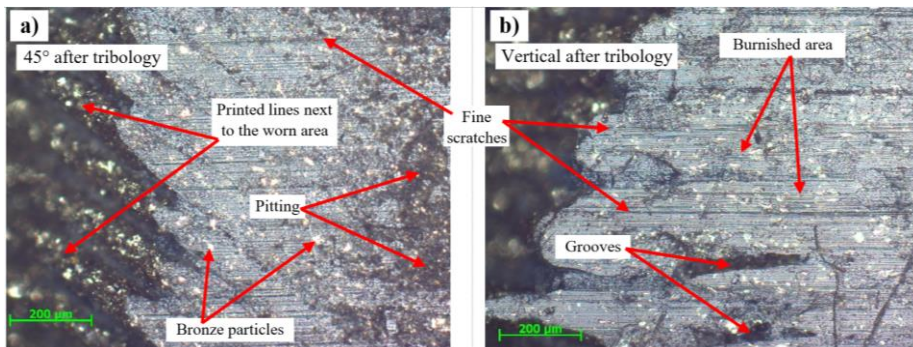 a)
45° after tribology
Printed lines next
to the worn area
Pitting
Bronze particles
200 μm
Fine
scratches
b)
Vertical after tribology
Burnished area
Grooves
200 μm